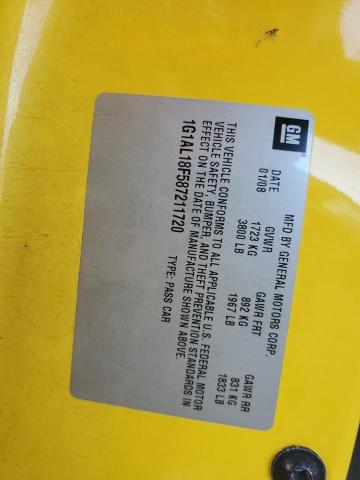 GM
MFD BY GENERAL MOTORS CORP.
DATE GVWR GAWR FRT GAWR RR
01/08 1723 KG 892 KG 831 KG
3800 LB 1967 LB 1833 LB
THIS VEHICLE CONFORMS TO ALL APPLICABLE U.S. FEDERAL MOTOR
VEHICLE SAFETY, BUMPER, AND THEFT PREVENTION STANDARDS IN
EFFECT ON THE DATE OF MANUFACTURE SHOWN ABOVE.
1G1AL18F587211720 TYPE: PASS CAR